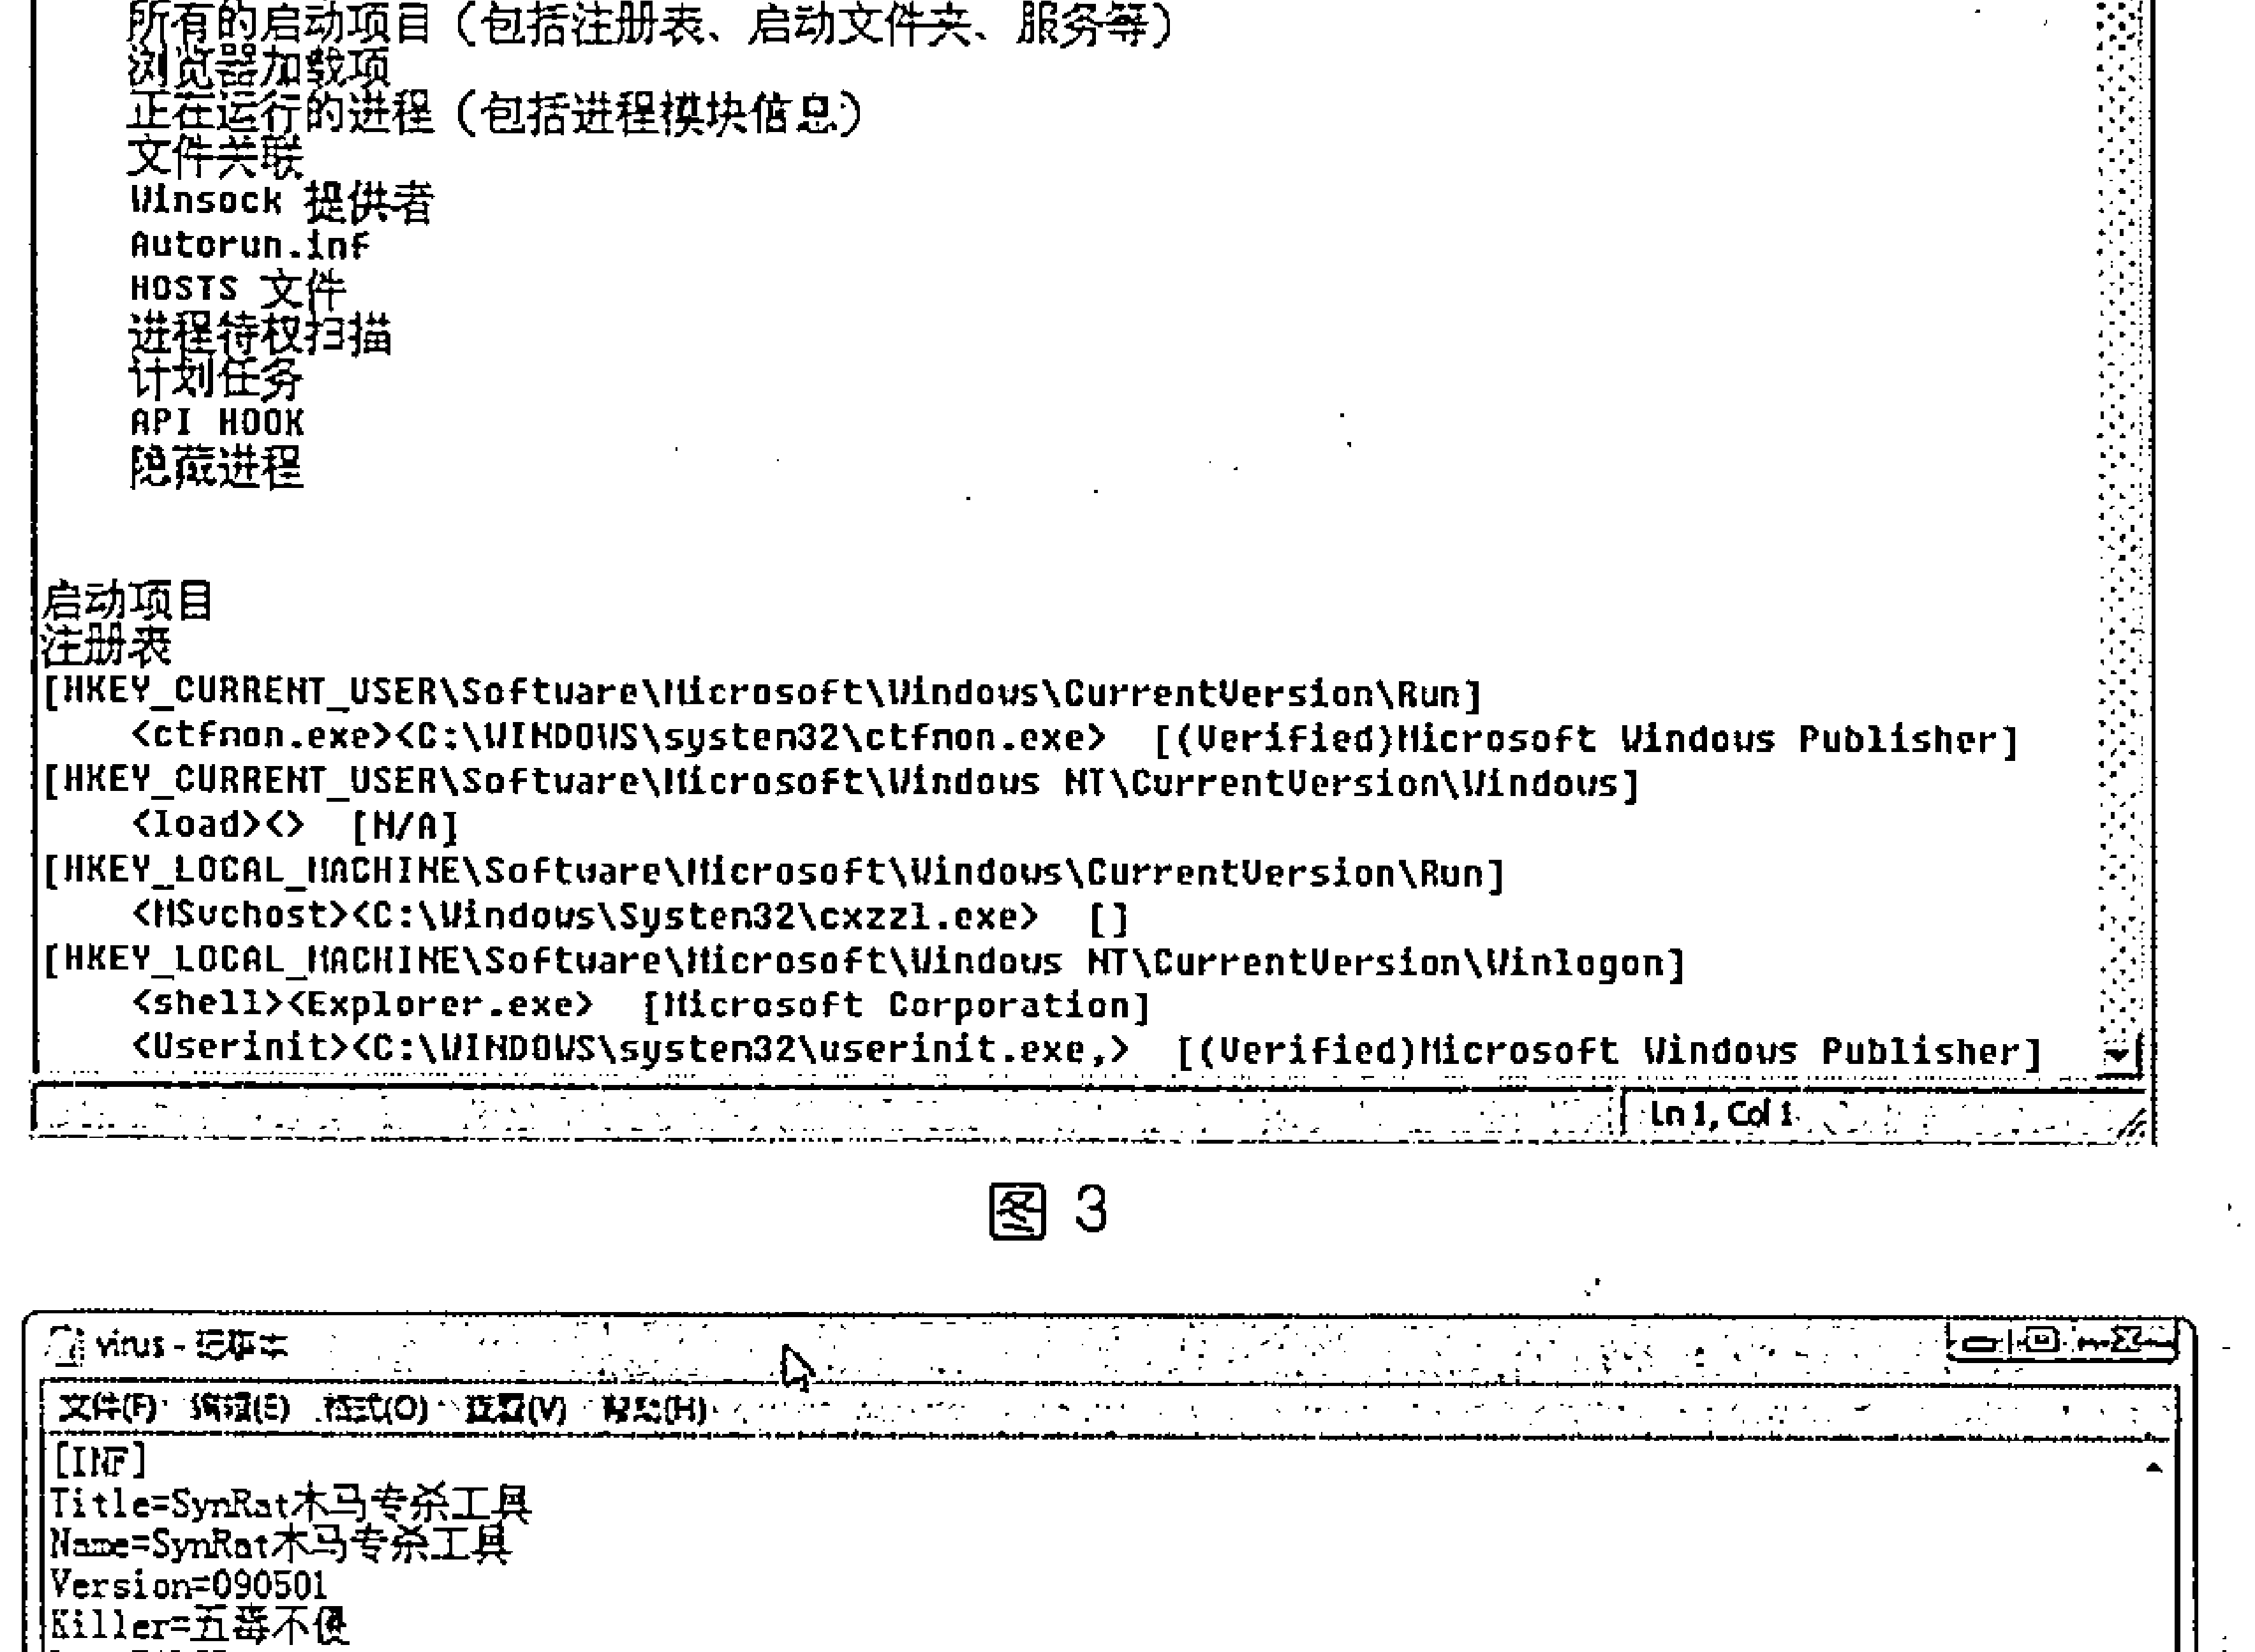 所有的启动项目（包括注册表、启动文件夹、服务等）
浏览器加载项
正在运行的进程（包括进程模块信息）
文件关联
Winsock 提供者
Autorun.inf
HOSTS 文件
进程特权扫描
计划任务
API HOOK
隐藏进程
启动项目
注册表
[HKEY_CURRENT_USER\Software\Microsoft\Windows\CurrentVersion\Run]
<ctfmon.exe><C:\WINDOWS\system32\ctfmon.exe> [(Verified)Microsoft Windows Publisher]
[HKEY_CURRENT_USER\Software\Microsoft\Windows NT\CurrentVersion\Windows]
<load><> [N/A]
[HKEY_LOCAL_MACHINE\Software\Microsoft\Windows\CurrentVersion\Run]
<MSvchost><C:\Windows\System32\cxzzl.exe> []
[HKEY_LOCAL_MACHINE\Software\Microsoft\Windows NT\CurrentVersion\Winlogon]
<shell><Explorer.exe> [Microsoft Corporation]
<Userinit><C:\WINDOWS\system32\userinit.exe,> [(Verified)Microsoft Windows Publisher]
Ln 1, Col 1
图 3
virus - 记事本
文件(F) 编辑(E) 格式(O) 查看(V) 帮助(H)
[INF]
Title=SynRat木马专杀工具
Name=SynRat木马专杀工具
Version=090501
Killer=五毒不侵